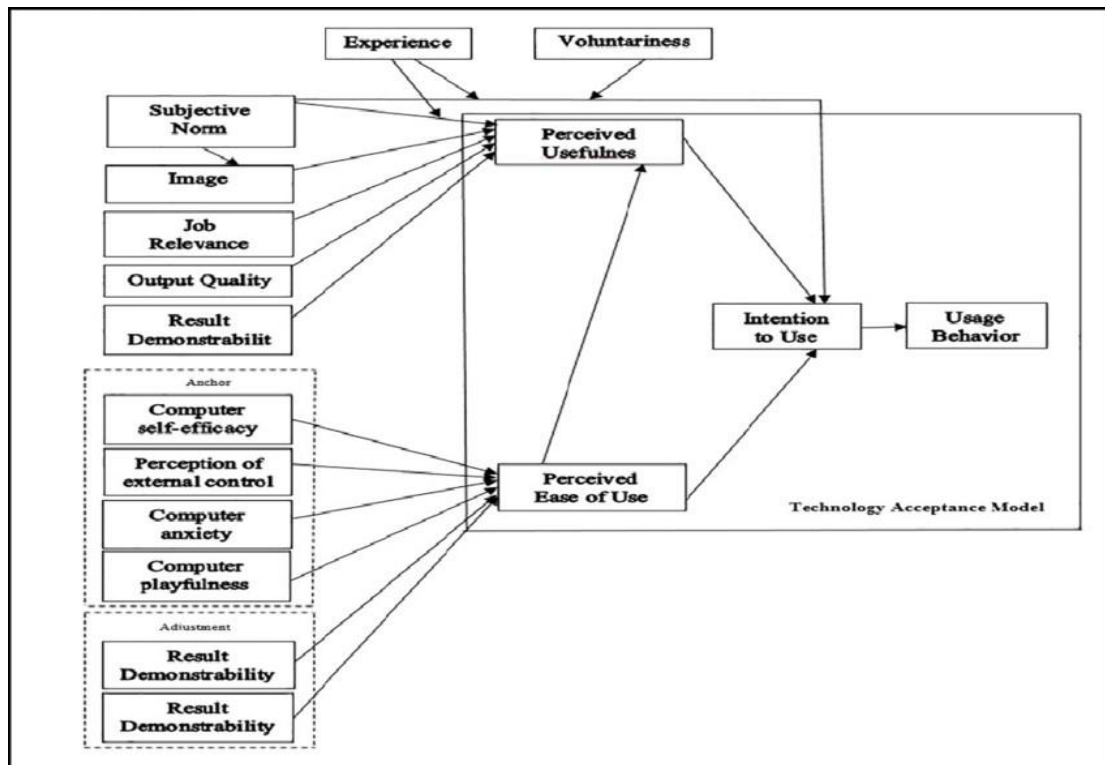 Experience
Voluntariness
Subjective
Norm
Perceived
Usefulnes
Image
Job
Relevance
Output Quality
Result
Demonstrabilit
Intention
to Use
Usage
Behavior
Anchor
Computer
self-efficacy
Perception of
external control
Perceived
Ease of Use
Technology Acceptance Model
Computer
anxiety
Computer
playfulness
Adiustment
Result
Demonstrability
Result
Demonstrability